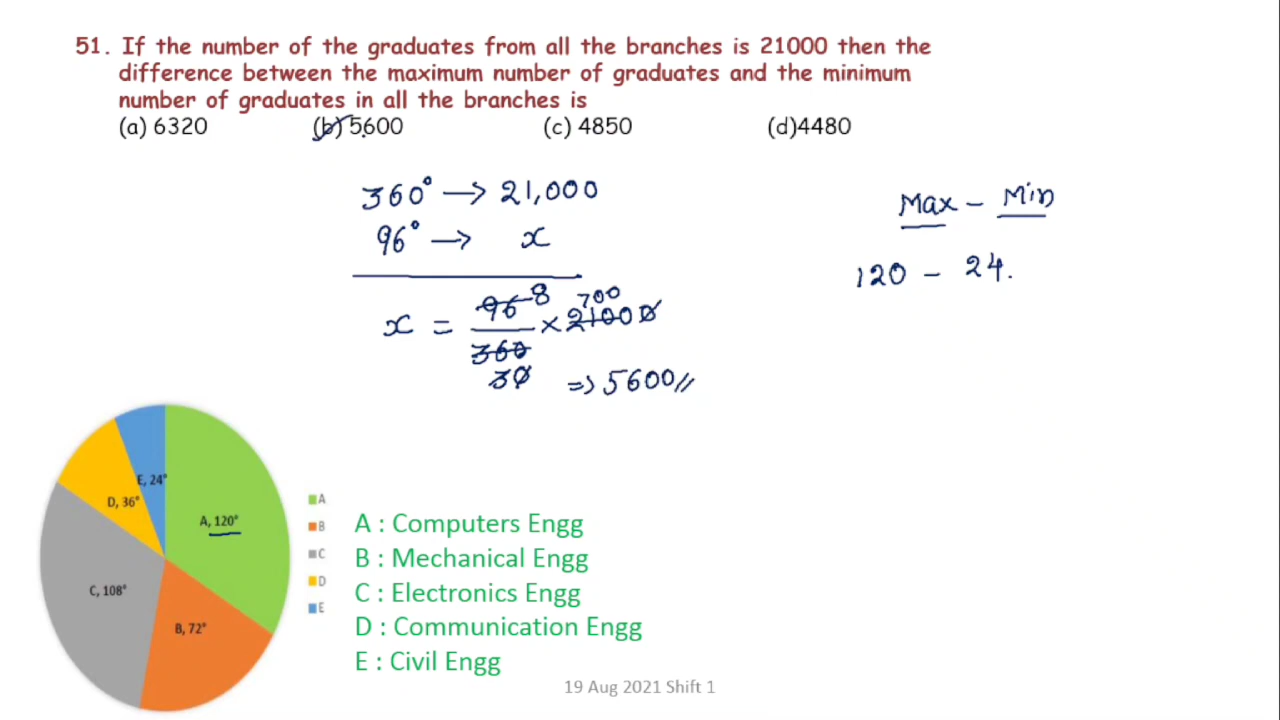 51. If the number of the graduates from all the branches is 21000 then the
difference between the maximum number of graduates and the minimum
number of graduates in all the branches is
(a) 6320 (b) 5600 (c) 4850 (d)4480
360° → 21,000
96° → x
x = 96 8 × 21000 700
360
30 => 5600//
Max - Min
120 - 24.
E, 24°
D, 36°
A, 120°
C, 108°
B, 72°
A
B
C
D
E
A : Computers Engg
B : Mechanical Engg
C : Electronics Engg
D : Communication Engg
E : Civil Engg
19 Aug 2021 Shift 1